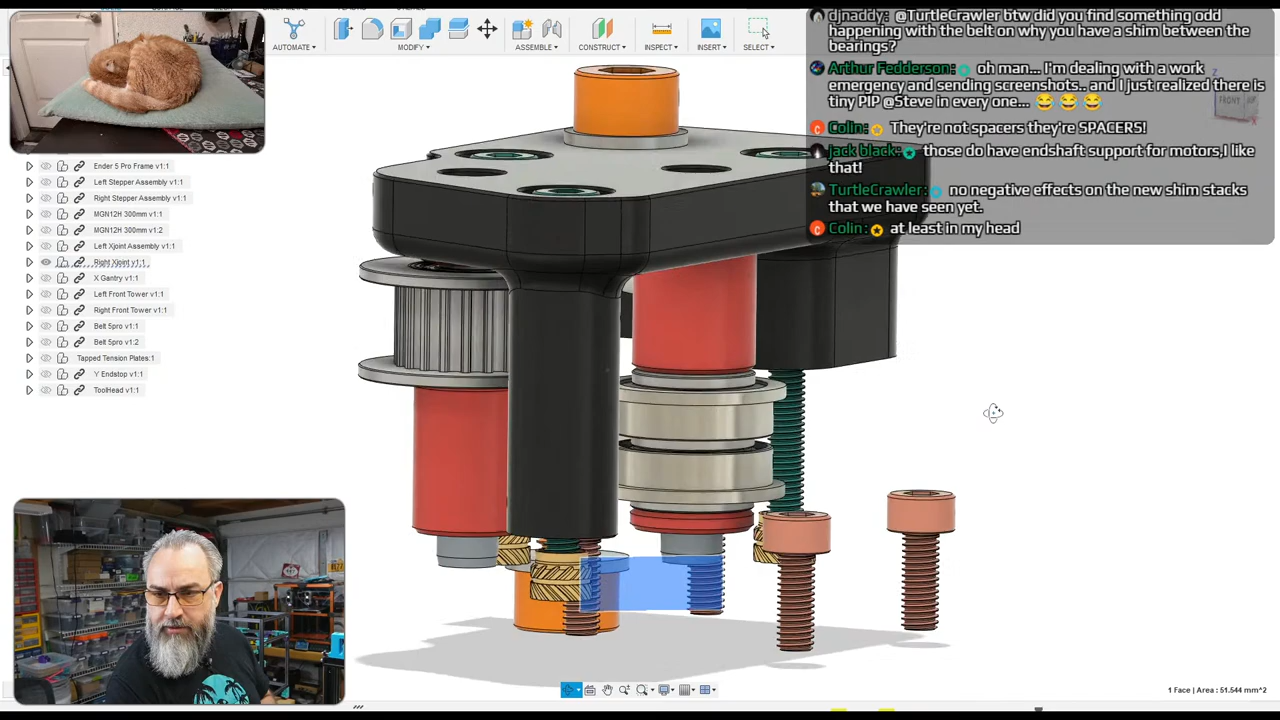 djnaddy: @TurtleCrawler btw did you find something odd
happening with the belt on why you have a shim between the
bearings?
Arthur Fedderson: oh man... I'm dealing with a work
emergency and sending screenshots.. and I just realized there is
tiny PIP @Steve in every one... 😂 😂 😂
Colin: They're not spacers they're SPACERS!
jack black: those do have endshaft support for motors,I like
that!
TurtleCrawler: no negative effects on the new shim stacks
that we have seen yet.
Colin: at least in my head
AUTOMATE
MODIFY
ASSEMBLE
CONSTRUCT
INSPECT
INSERT
SELECT
FRONT
Z
Ender 5 Pro Frame v1:1
Left Stepper Assembly v1:1
Right Stepper Assembly v1:1
MGN12H 300mm v1:1
MGN12H 300mm v1:2
Left Xjoint Assembly v1:1
Right Xjoint v1:1
X Gantry v1:1
Left Front Tower v1:1
Right Front Tower v1:1
Belt 5pro v1:1
Belt 5pro v1:2
Tapped Tension Plates:1
Y Endstop v1:1
ToolHead v1:1
1 Face | Area : 51.544 mm^2